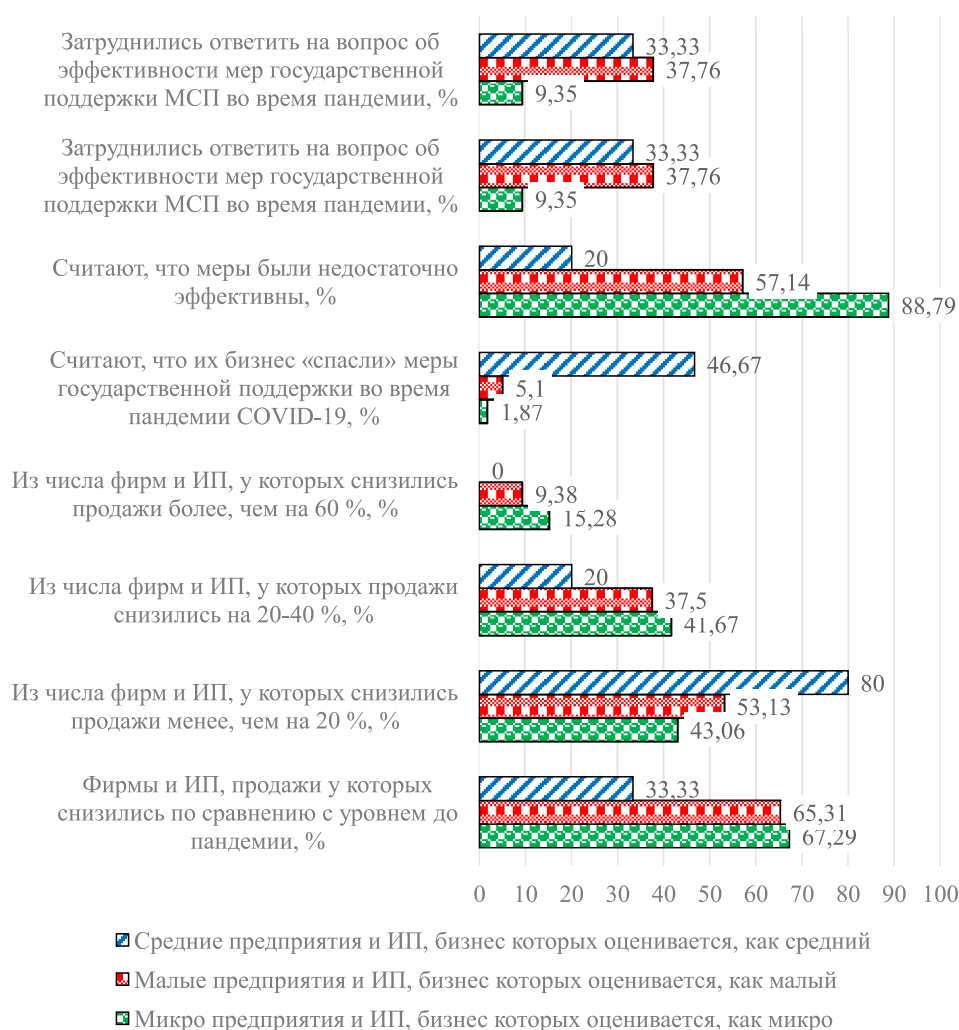 Затруднились ответить на вопрос об
эффективности мер государственной
поддержки МСП во время пандемии, %
33,33
37,76
9,35
Затруднились ответить на вопрос об
эффективности мер государственной
поддержки МСП во время пандемии, %
33,33
37,76
9,35
Считают, что меры были недостаточно
эффективны, %
20
57,14
88,79
Считают, что их бизнес «спасли» меры
государственной поддержки во время
пандемии COVID-19, %
46,67
5,1
1,87
Из числа фирм и ИП, у которых снизились
продажи более, чем на 60 %, %
0
9,38
15,28
Из числа фирм и ИП, у которых продажи
снизились на 20-40 %, %
20
37,5
41,67
Из числа фирм и ИП, у которых снизились
продажи менее, чем на 20 %, %
80
53,13
43,06
Фирмы и ИП, продажи у которых
снизились по сравнению с уровнем до
пандемии, %
33,33
65,31
67,29
0 10 20 30 40 50 60 70 80 90 100
Средние предприятия и ИП, бизнес которых оценивается, как средний
Малые предприятия и ИП, бизнес которых оценивается, как малый
Микро предприятия и ИП, бизнес которых оценивается, как микро